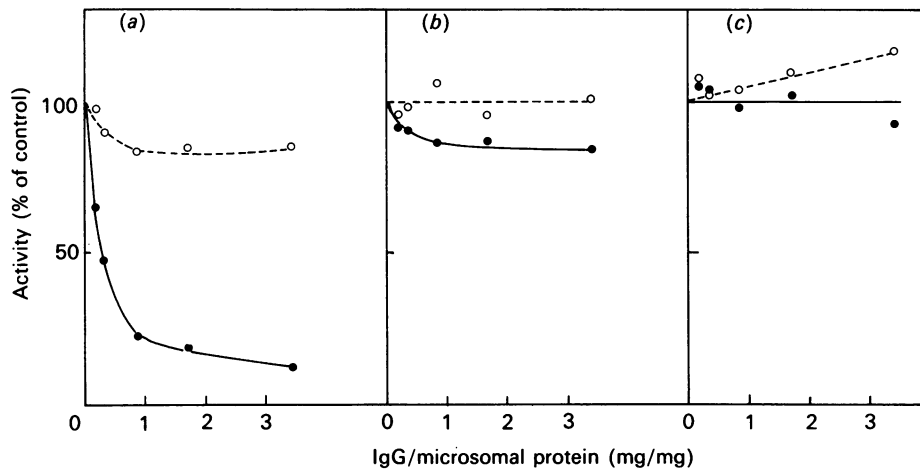 (a) (b) (c)
100
50
Activity (% of control)
0 1 2 3 0 1 2 3 0 1 2 3
IgG/microsomal protein (mg/mg)